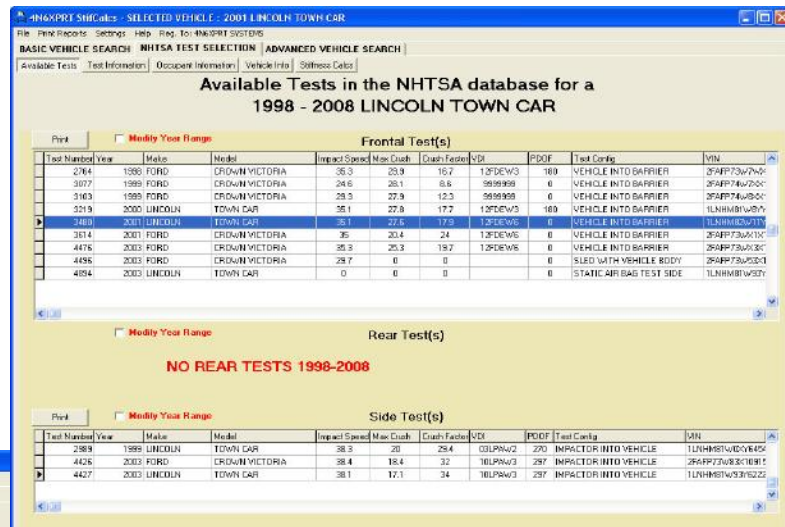 4N6XPRT StifCalcs - SELECTED VEHICLE : 2001 LINCOLN TOWN CAR
File Print Reports Settings Help Reg. To: 4N6XPRT SYSTEMS
BASIC VEHICLE SEARCH NHTSA TEST SELECTION ADVANCED VEHICLE SEARCH
Available Tests Test Information Occupant Information Vehicle Info Stiffness Calcs
Available Tests in the NHTSA database for a
1998 - 2008 LINCOLN TOWN CAR
Print Modify Year Range Frontal Test(s)
Test Number Year Make Model Impact Speed Max Crush Crush Factor VDI PDOF Test Config VIN
2764 1998 FORD CROWN VICTORIA 35.3 28.9 16.7 12FDEW3 180 VEHICLE INTO BARRIER
3077 1999 FORD CROWN VICTORIA 24.6 28.1 8.6 9999999 0 VEHICLE INTO BARRIER
3103 1999 FORD CROWN VICTORIA 29.3 27.9 12.3 9999999 0 VEHICLE INTO BARRIER
3219 2000 LINCOLN TOWN CAR 35.1 27.8 17.7 12FDEW3 180 VEHICLE INTO BARRIER
3480 2001 LINCOLN TOWN CAR 35.1 27.6 17.9 12FDEW6 0 VEHICLE INTO BARRIER
3614 2001 FORD CROWN VICTORIA 35 20.4 24 12FDEW6 0 VEHICLE INTO BARRIER
4476 2003 FORD CROWN VICTORIA 35.3 25.3 19.7 12FDEW6 0 VEHICLE INTO BARRIER
4496 2003 FORD CROWN VICTORIA 29.7 0 0 0 SLED WITH VEHICLE BODY
4894 2003 LINCOLN TOWN CAR 0 0 0 0 STATIC AIR BAG TEST SIDE
Modify Year Range Rear Test(s)
NO REAR TESTS 1998-2008
Print Modify Year Range Side Test(s)
Test Number Year Make Model Impact Speed Max Crush Crush Factor VDI PDOF Test Config VIN
2989 1999 LINCOLN TOWN CAR 38.3 20 29.4 03LPAW2 270 IMPACTOR INTO VEHICLE
4426 2003 FORD CROWN VICTORIA 38.4 18.4 32 10LPAW3 297 IMPACTOR INTO VEHICLE
4427 2003 LINCOLN TOWN CAR 38.1 17.1 34 10LPAW3 297 IMPACTOR INTO VEHICLE